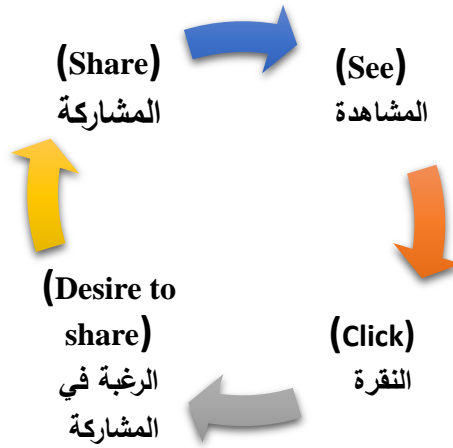 (Share)
المشاركة
(See)
المشاهدة
(Click)
النقرة
(Desire to
share)
الرغبة في
المشاركة